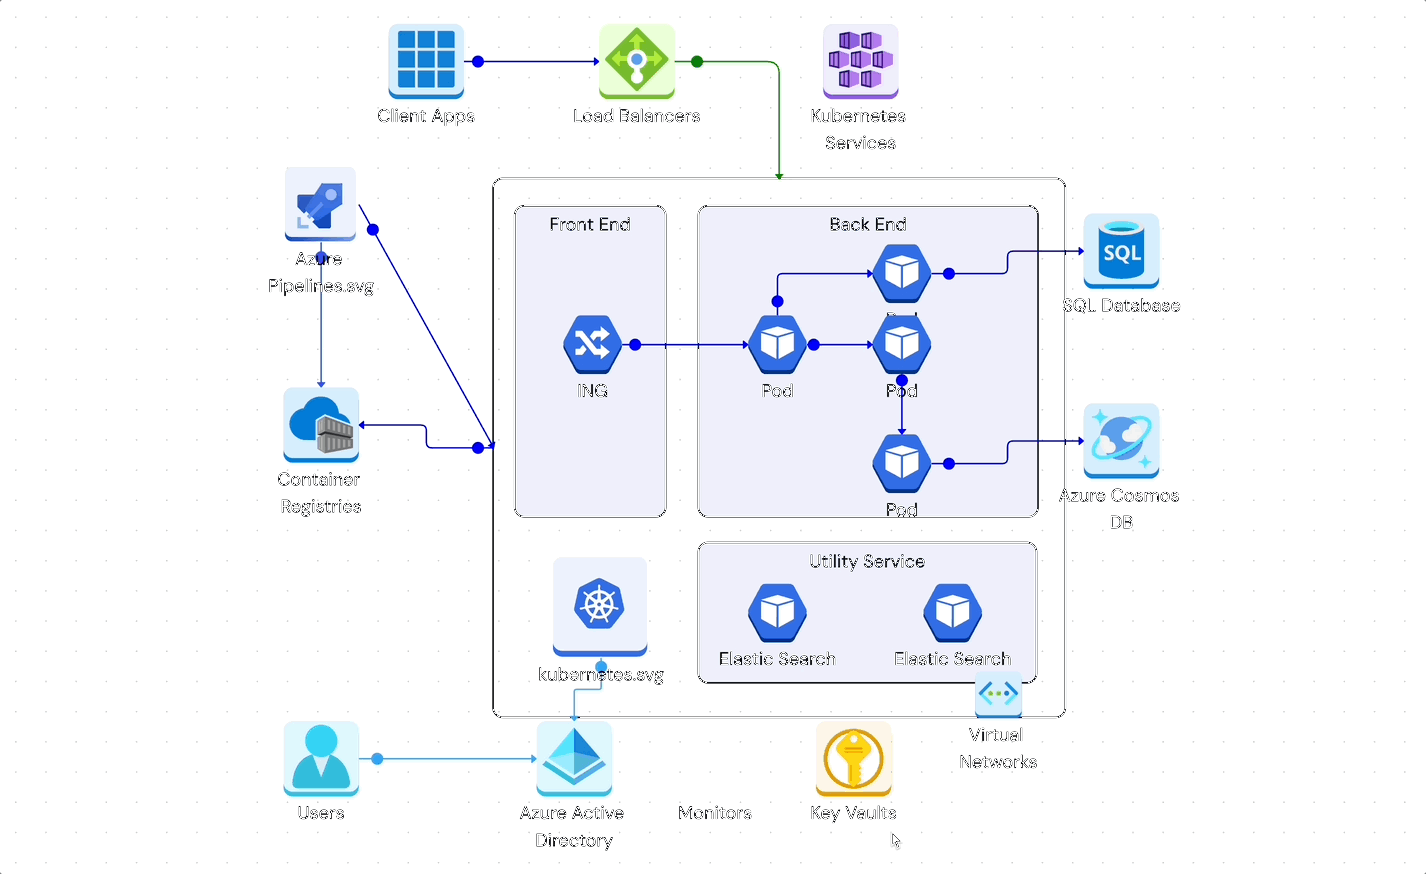 Client Apps
Load Balancers
Kubernetes
Services
Azure
Pipelines.svg
Front End
Back End
SQL
SQL Database
ING
Pod
Pod
Container
Registries
Azure Cosmos
DB
Pod
Utility Service
Elastic Search
Elastic Search
kubernetes.svg
Virtual
Networks
Users
Azure Active
Directory
Monitors
Key Vaults